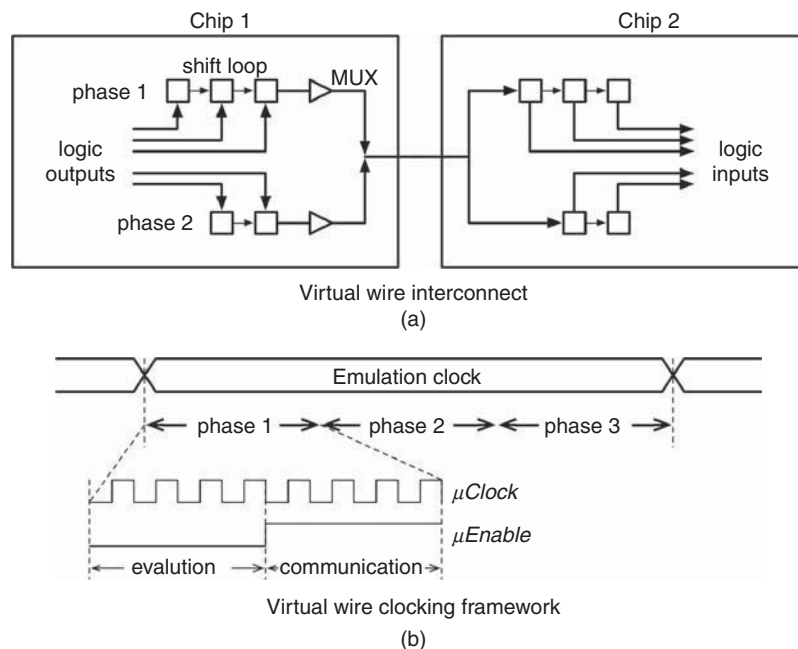 Chip 1
Chip 2
shift loop
MUX
phase 1
logic
outputs
phase 2
logic
inputs
Virtual wire interconnect
(a)
Emulation clock
phase 1
phase 2
phase 3
μClock
μEnable
evalution
communication
Virtual wire clocking framework
(b)